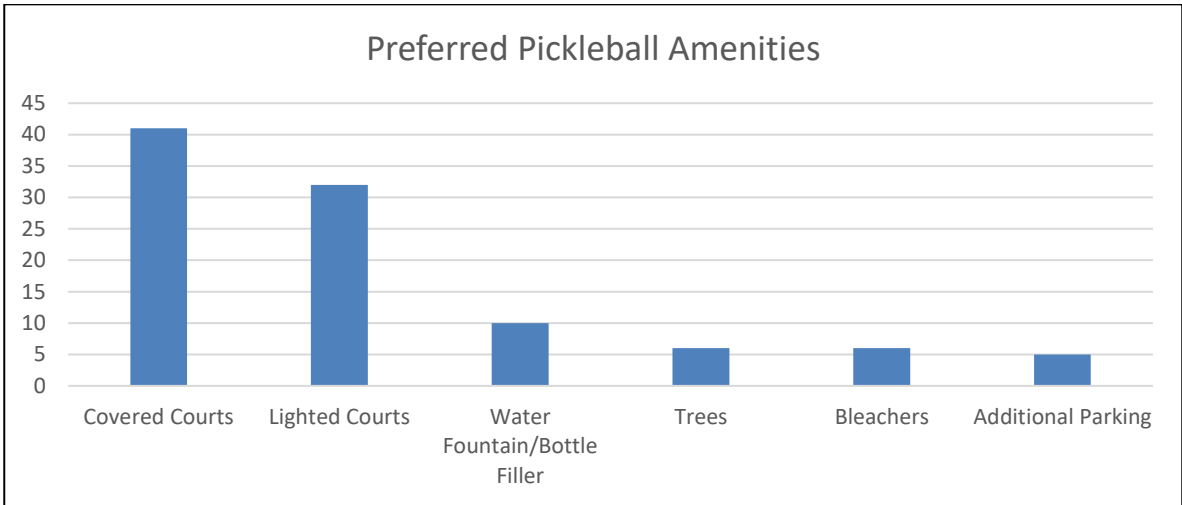 Preferred Pickleball Amenities
45
40
35
30
25
20
15
10
5
0
Covered Courts
Lighted Courts
Water
Fountain/Bottle
Filler
Trees
Bleachers
Additional Parking